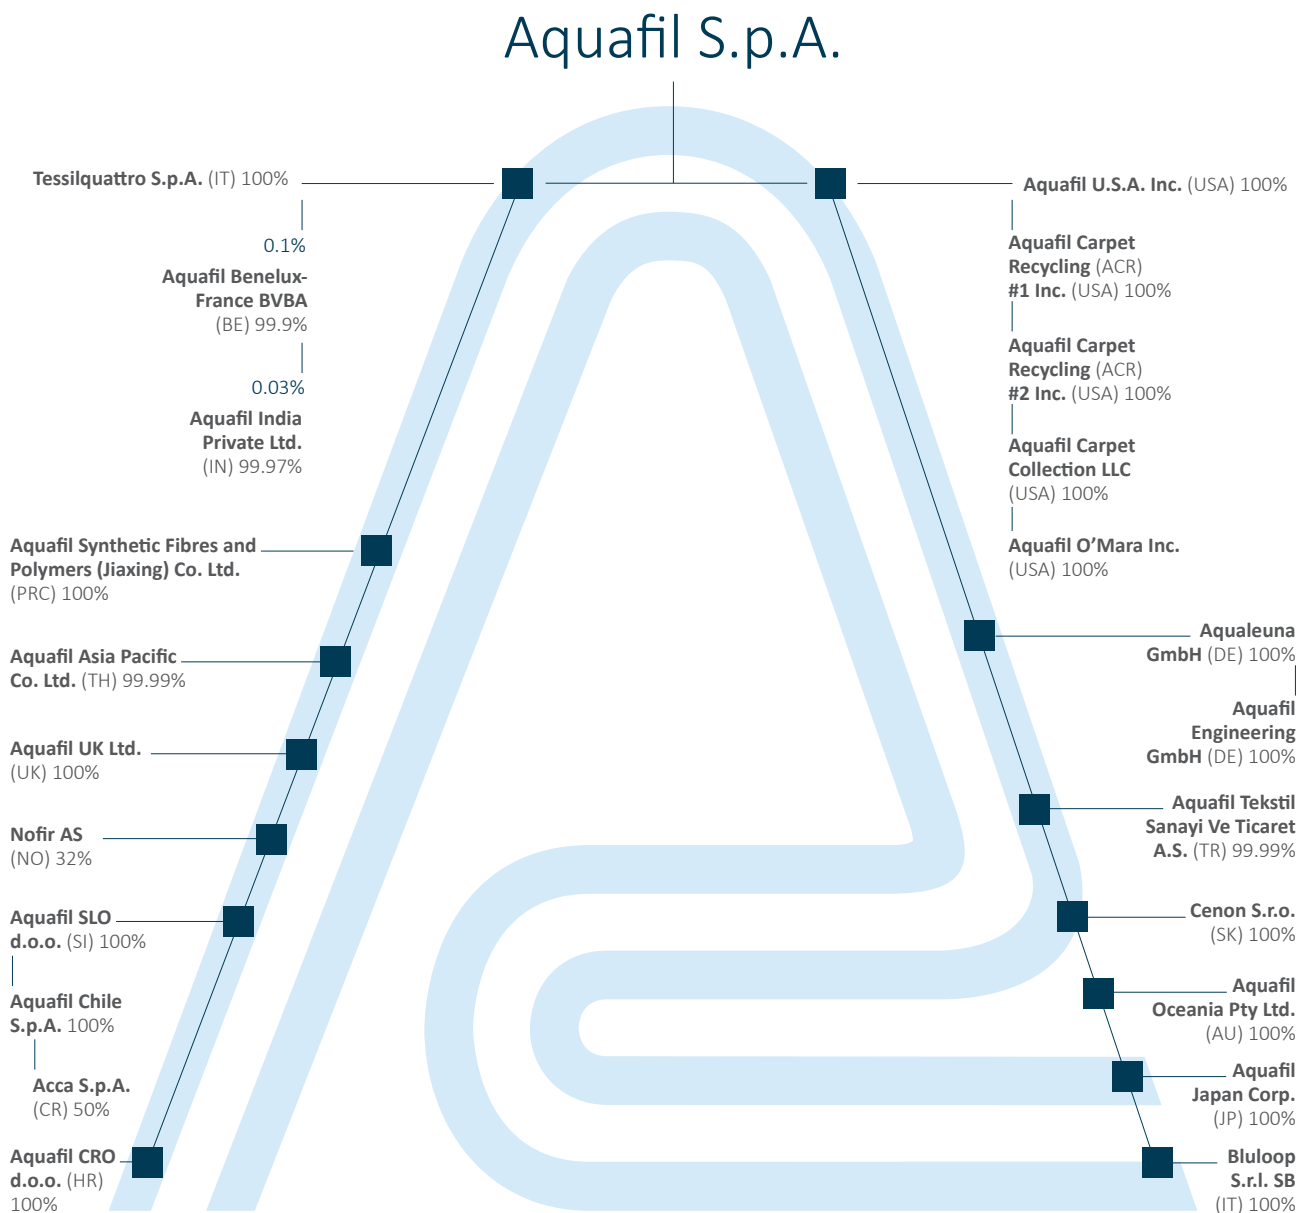 Aquafil S.p.A.
Tessilquattro S.p.A. (IT) 100%
0.1%
Aquafil Benelux-
France BVBA
(BE) 99.9%
0.03%
Aquafil India
Private Ltd.
(IN) 99.97%
Aquafil Synthetic Fibres and
Polymers (Jiaxing) Co. Ltd.
(PRC) 100%
Aquafil Asia Pacific
Co. Ltd. (TH) 99.99%
Aquafil UK Ltd.
(UK) 100%
Nofir AS
(NO) 32%
Aquafil SLO
d.o.o. (SI) 100%
Aquafil Chile
S.p.A. 100%
Acca S.p.A.
(CR) 50%
Aquafil CRO
d.o.o. (HR)
100%
Aquafil U.S.A. Inc. (USA) 100%
Aquafil Carpet
Recycling (ACR)
#1 Inc. (USA) 100%
Aquafil Carpet
Recycling (ACR)
#2 Inc. (USA) 100%
Aquafil Carpet
Collection LLC
(USA) 100%
Aquafil O’Mara Inc.
(USA) 100%
Aqualeuna
GmbH (DE) 100%
Aquafil
Engineering
GmbH (DE) 100%
Aquafil Tekstil
Sanayi Ve Ticaret
A.S. (TR) 99.99%
Cenon S.r.o.
(SK) 100%
Aquafil
Oceania Pty Ltd.
(AU) 100%
Aquafil
Japan Corp.
(JP) 100%
Bluloop
S.r.l. SB
(IT) 100%